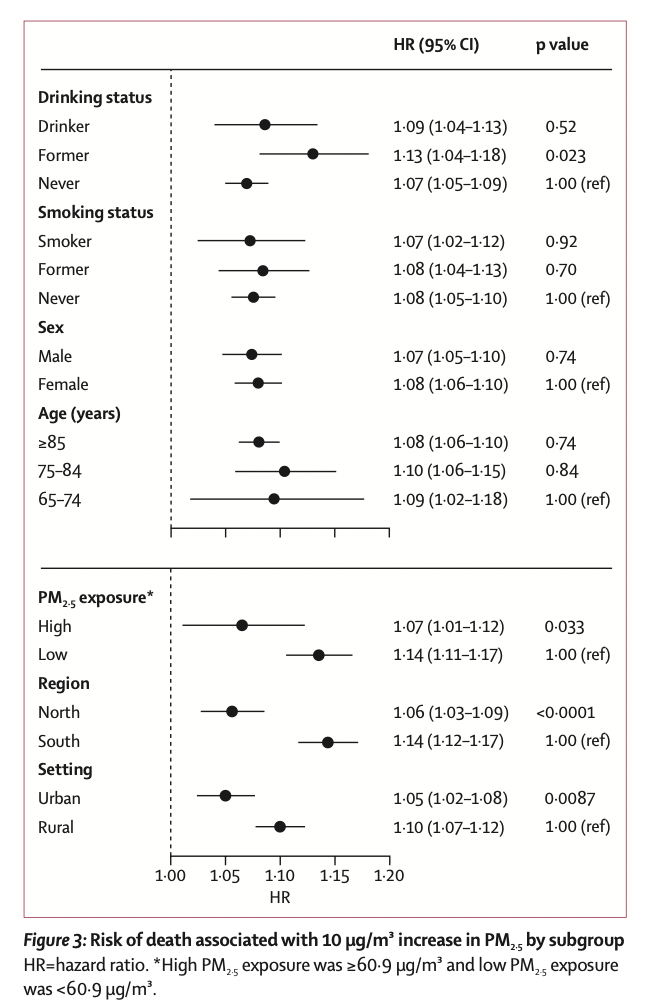 HR (95% CI) p value
Drinking status
Drinker 1·09 (1·04–1·13) 0·52
Former 1·13 (1·04–1·18) 0·023
Never 1·07 (1·05–1·09) 1·00 (ref)
Smoking status
Smoker 1·07 (1·02–1·12) 0·92
Former 1·08 (1·04–1·13) 0·70
Never 1·08 (1·05–1·10) 1·00 (ref)
Sex
Male 1·07 (1·05–1·10) 0·74
Female 1·08 (1·06–1·10) 1·00 (ref)
Age (years)
≥85 1·08 (1·06–1·10) 0·74
75–84 1·10 (1·06–1·15) 0·84
65–74 1·09 (1·02–1·18) 1·00 (ref)
PM₂·₅ exposure*
High 1·07 (1·01–1·12) 0·033
Low 1·14 (1·11–1·17) 1·00 (ref)
Region
North 1·06 (1·03–1·09) <0·0001
South 1·14 (1·12–1·17) 1·00 (ref)
Setting
Urban 1·05 (1·02–1·08) 0·0087
Rural 1·10 (1·07–1·12) 1·00 (ref)
1·00 1·05 1·10 1·15 1·20
HR
Figure 3: Risk of death associated with 10 μg/m³ increase in PM₂·₅ by subgroup
HR=hazard ratio. *High PM₂·₅ exposure was ≥60·9 μg/m³ and low PM₂·₅ exposure
was <60·9 μg/m³.